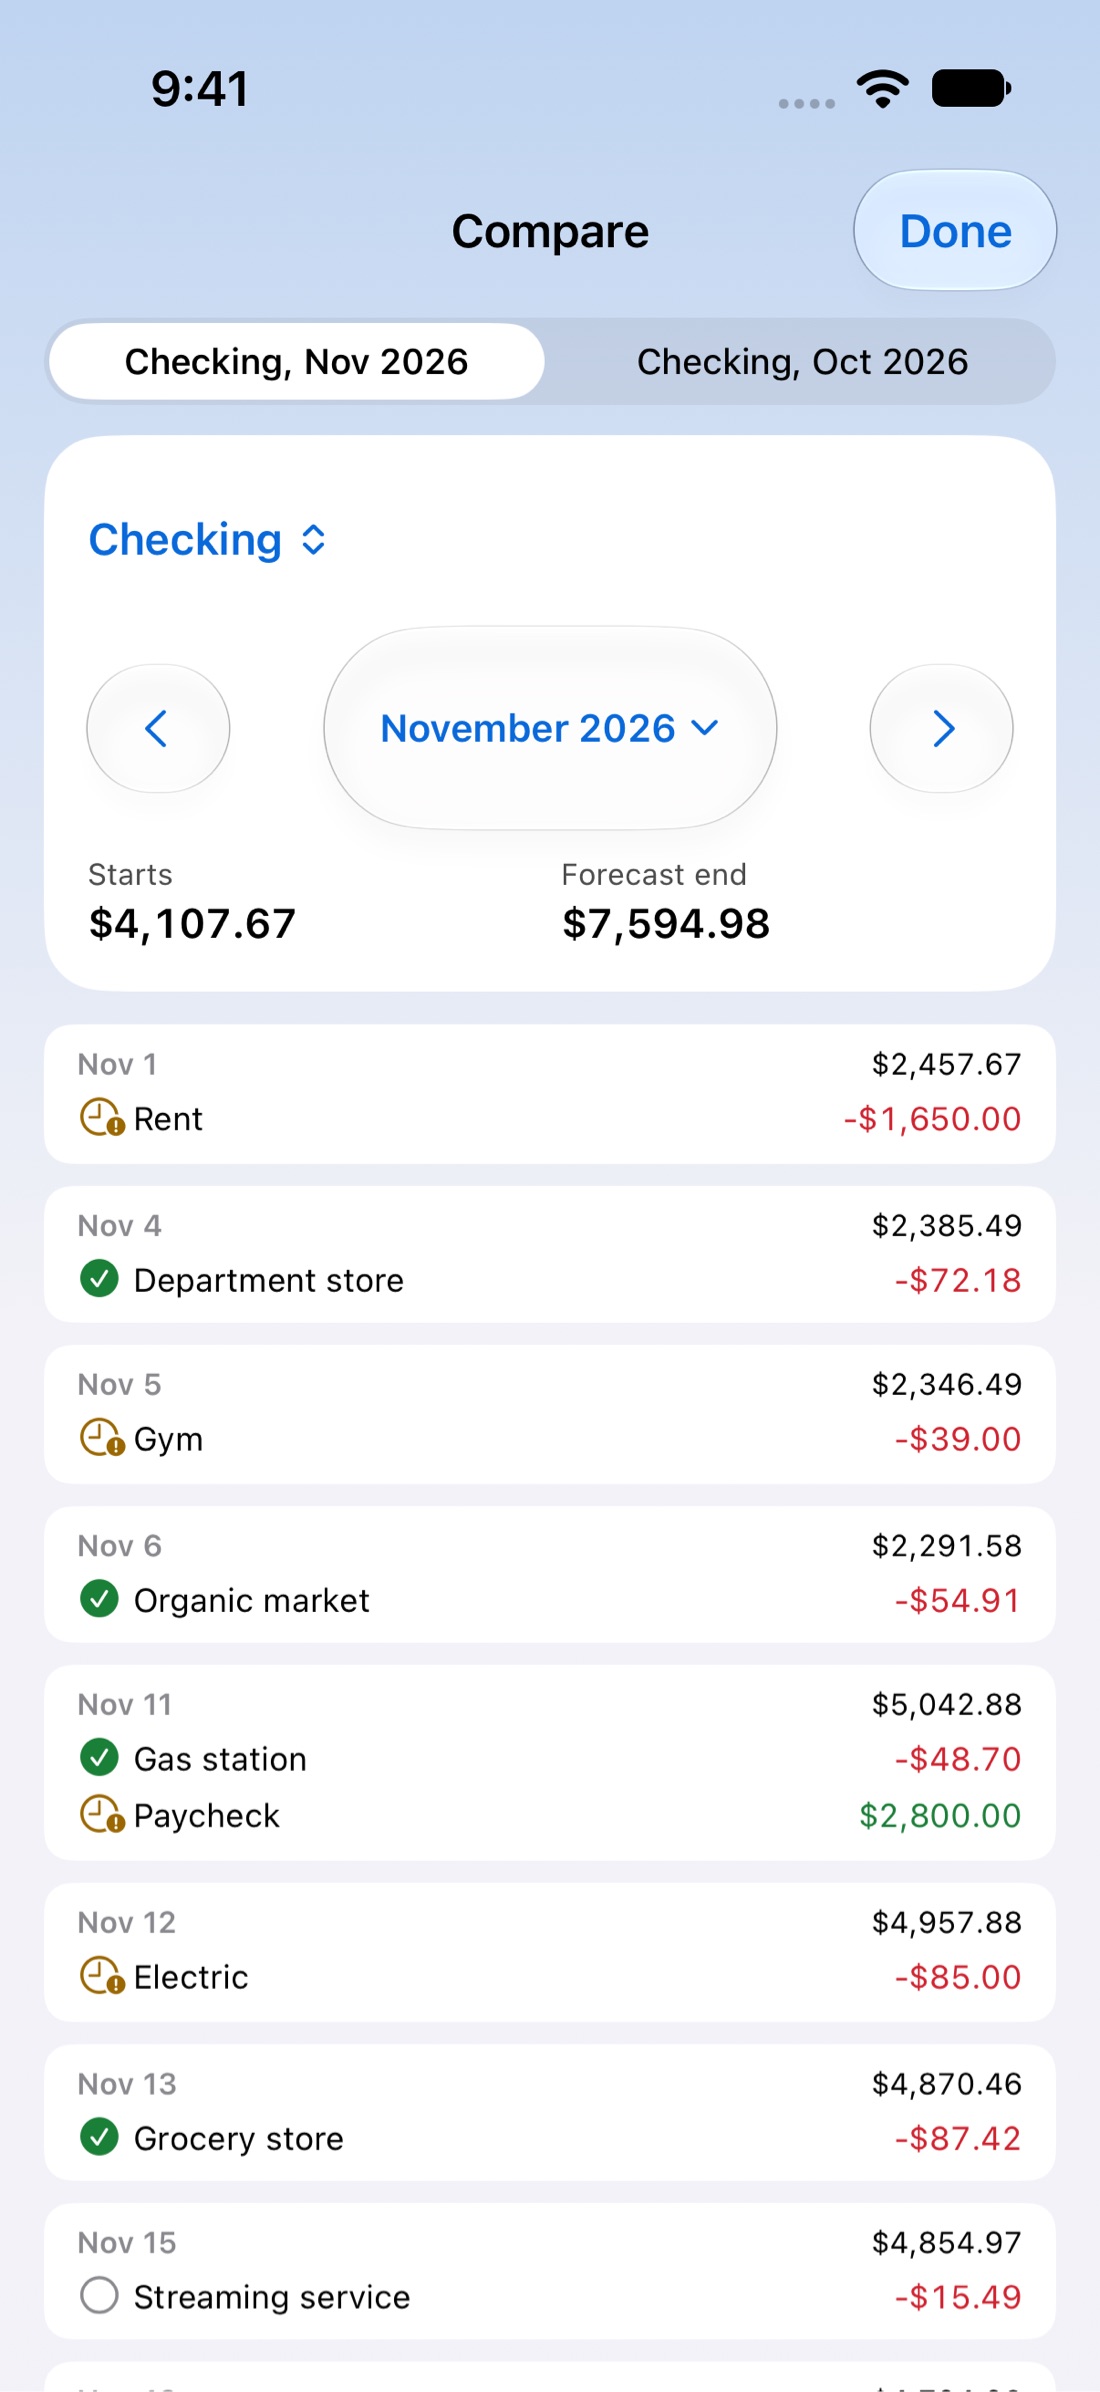 9:41
Compare
Done
Checking, Nov 2026
Checking, Oct 2026
Checking
November 2026
Starts
Forecast end
$4,107.67
$7,594.98
Nov 1
$2,457.67
Rent
-$1,650.00
Nov 4
$2,385.49
Department store
-$72.18
Nov 5
$2,346.49
Gym
-$39.00
Nov 6
$2,291.58
Organic market
-$54.91
Nov 11
$5,042.88
Gas station
-$48.70
Paycheck
$2,800.00
Nov 12
$4,957.88
Electric
-$85.00
Nov 13
$4,870.46
Grocery store
-$87.42
Nov 15
$4,854.97
Streaming service
-$15.49